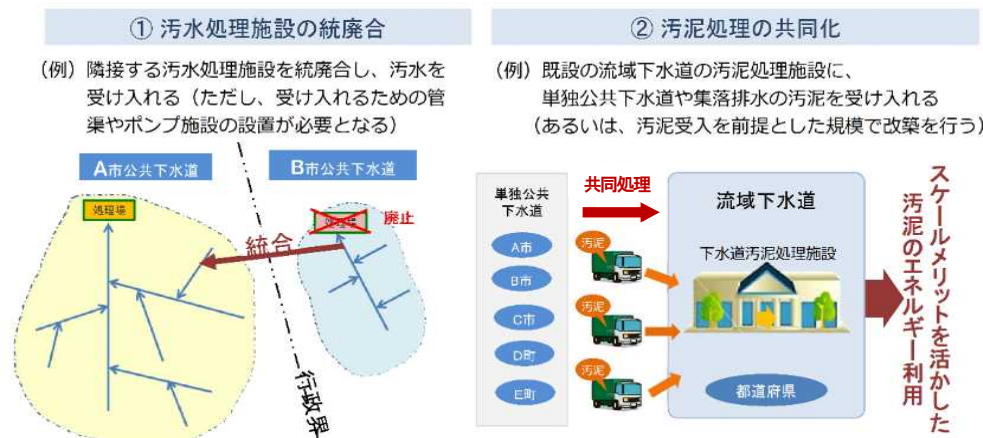 ① 汚水処理施設の統廃合
（例）隣接する汚水処理施設を統廃合し、汚水を
受け入れる（ただし、受け入れるための管
渠やポンプ施設の設置が必要となる）
A市公共下水道
B市公共下水道
処理場
処理場
廃止
統合
行政界
② 汚泥処理の共同化
（例）既設の流域下水道の汚泥処理施設に、
単独公共下水道や集落排水の汚泥を受け入れる
（あるいは、汚泥受入を前提とした規模で改築を行う）
単独公共
下水道
A市
B市
C市
D町
E町
共同処理
汚泥
汚泥
汚泥
流域下水道
下水道汚泥処理施設
都道府県
スケールメリットを活かした
汚泥のエネルギー利用